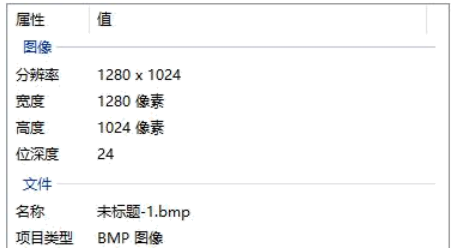 属性 值
图像
分辨率 1280 x 1024
宽度 1280 像素
高度 1024 像素
位深度 24
文件
名称 未标题-1.bmp
项目类型 BMP 图像